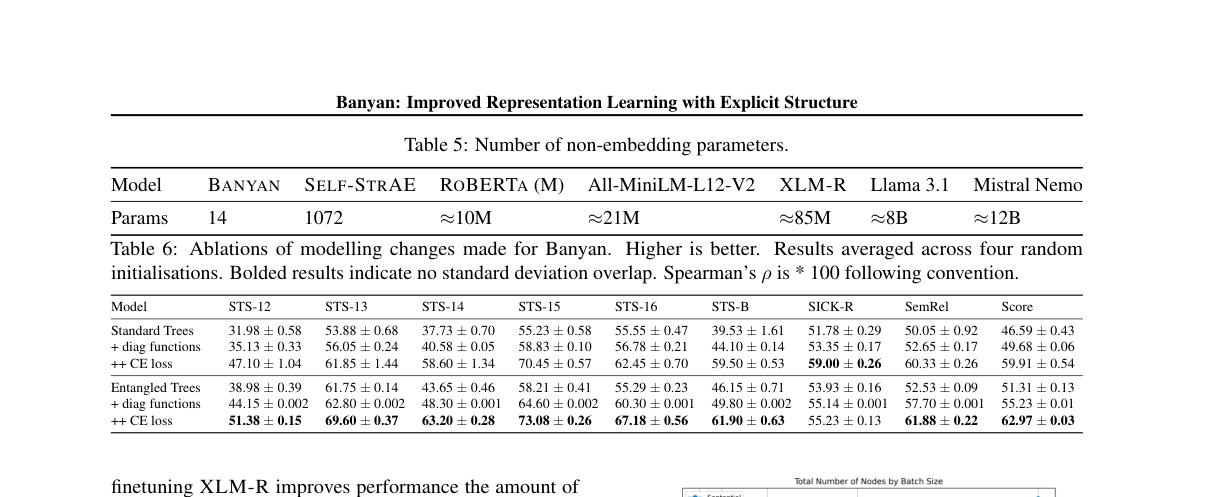 Banyan: Improved Representation Learning with Explicit Structure
Table 5: Number of non-embedding parameters.
Model BANYAN SELF-STRAE ROBERTA (M) All-MiniLM-L12-V2 XLM-R Llama 3.1 Mistral Nemo
Params 14 1072 ≈10M ≈21M ≈85M ≈8B ≈12B
Table 6: Ablations of modelling changes made for Banyan. Higher is better. Results averaged across four random
initialisations. Bolded results indicate no standard deviation overlap. Spearman's ρ is * 100 following convention.
Model STS-12 STS-13 STS-14 STS-15 STS-16 STS-B SICK-R SemRel Score
Standard Trees 31.98 ± 0.58 53.88 ± 0.68 37.73 ± 0.70 55.23 ± 0.58 55.55 ± 0.47 39.53 ± 1.61 51.78 ± 0.29 50.05 ± 0.92 46.59 ± 0.43
+ diag functions 35.13 ± 0.33 56.05 ± 0.24 40.58 ± 0.05 58.83 ± 0.10 56.78 ± 0.21 44.10 ± 0.14 53.35 ± 0.17 52.65 ± 0.17 49.68 ± 0.06
++ CE loss 47.10 ± 1.04 61.85 ± 1.44 58.60 ± 1.34 70.45 ± 0.57 62.45 ± 0.70 59.50 ± 0.53 59.00 ± 0.26 60.33 ± 0.26 59.91 ± 0.54
Entangled Trees 38.98 ± 0.39 61.75 ± 0.14 43.65 ± 0.46 58.21 ± 0.41 55.29 ± 0.23 46.15 ± 0.71 53.93 ± 0.16 52.53 ± 0.09 51.31 ± 0.13
+ diag functions 44.15 ± 0.002 62.80 ± 0.002 48.30 ± 0.001 64.60 ± 0.002 60.30 ± 0.001 49.80 ± 0.002 55.14 ± 0.001 57.70 ± 0.001 55.23 ± 0.01
++ CE loss 51.38 ± 0.15 69.60 ± 0.37 63.20 ± 0.28 73.08 ± 0.26 67.18 ± 0.56 61.90 ± 0.63 55.23 ± 0.13 61.88 ± 0.22 62.97 ± 0.03
finetuning XLM-R improves performance the amount of
Total Number of Nodes by Batch Size